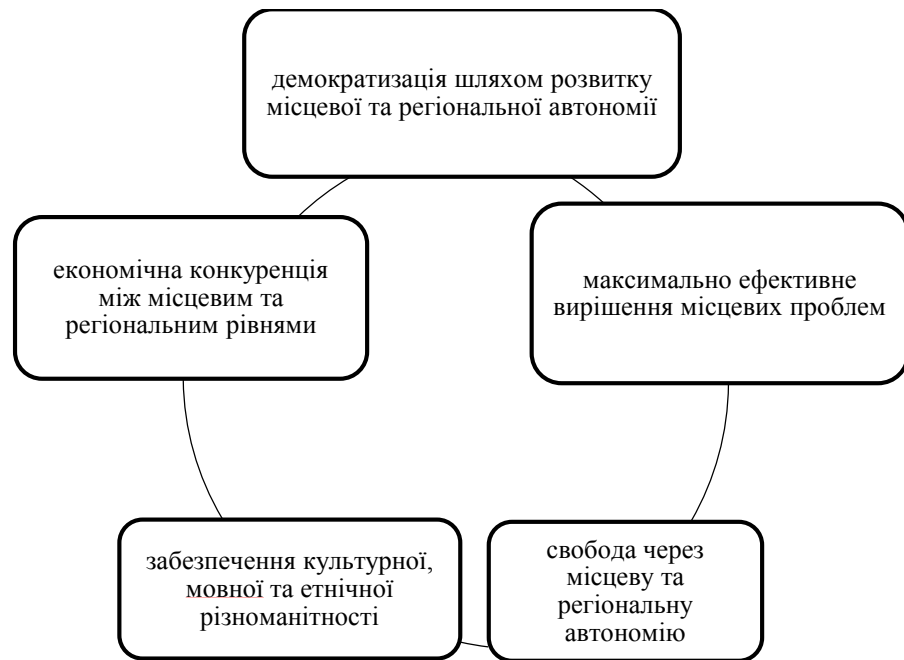 демократизація шляхом розвитку
місцевої та регіональної автономії
економічна конкуренція
між місцевим та
регіональним рівнями
максимально ефективне
вирішення місцевих проблем
забезпечення культурної,
мовної та етнічної
різноманітності
свобода через
місцеву та
регіональну
автономію